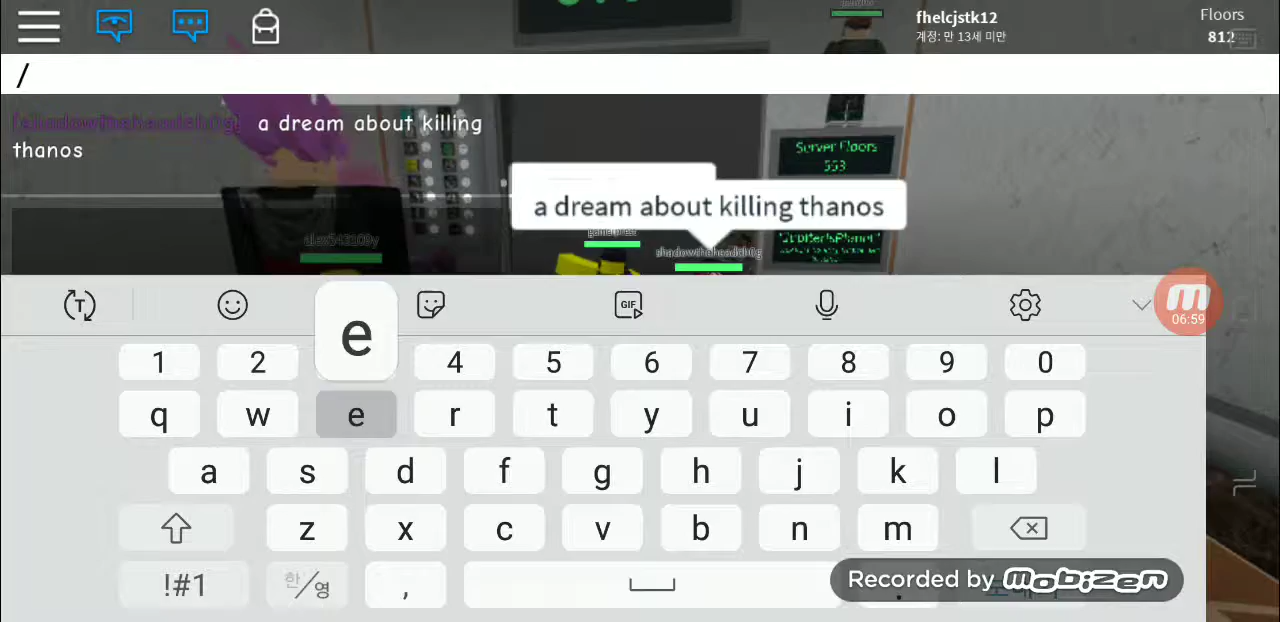 fhelcjstk12
계정: 만 13세 미만
Floors
812
/
a dream about killing
thanos
Server Floors
553
a dream about killing thanos
T
GIF
06:59
e
1 2 4 5 6 7 8 9 0
q w e r t y u i o p
a s d f g h j k l
z x c v b n m
!#1 한/영 , .
Recorded by mobizen